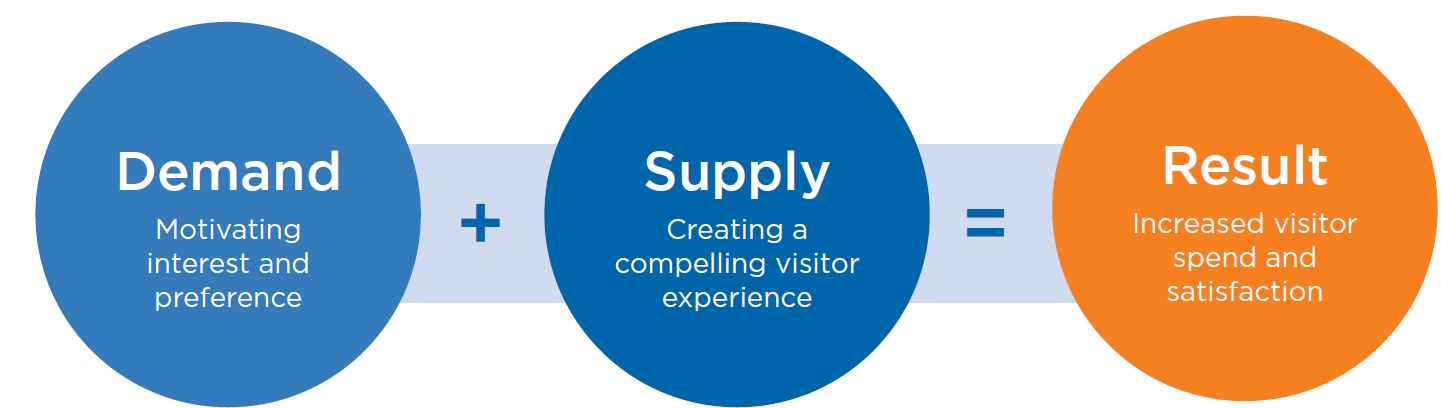 Demand
Motivating
interest and
preference
+
Supply
Creating a
compelling visitor
experience
=
Result
Increased visitor
spend and
satisfaction